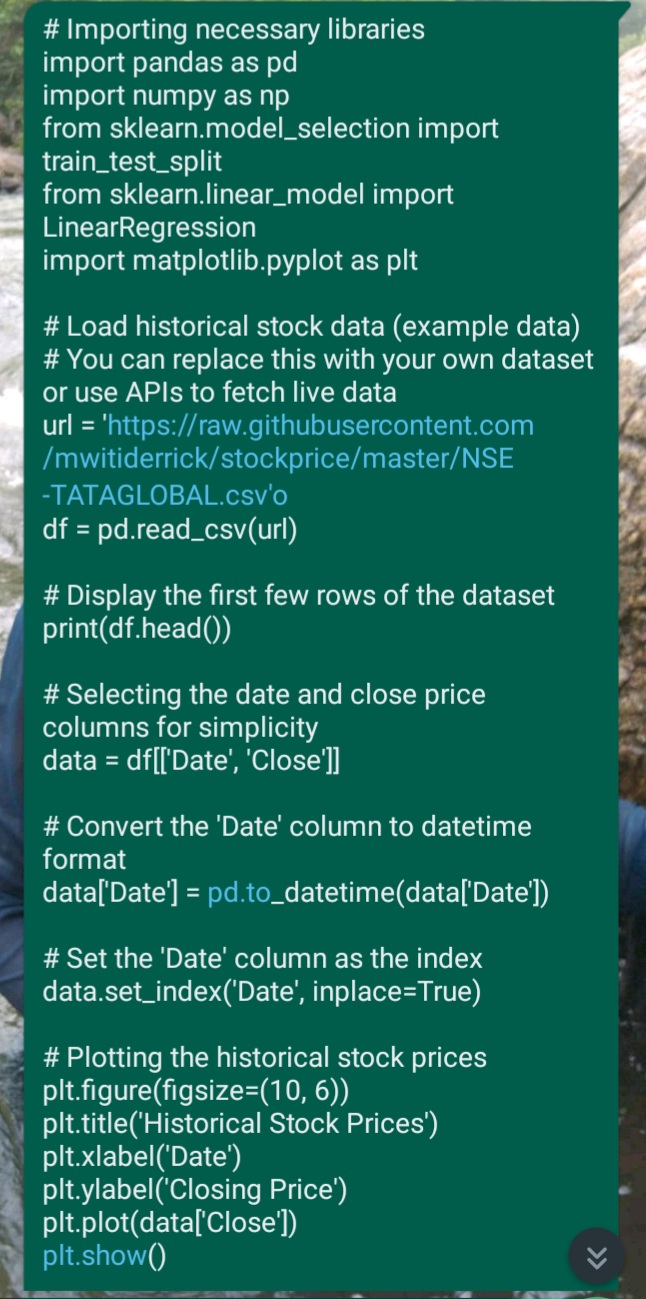 # Importing necessary libraries
import pandas as pd
import numpy as np
from sklearn.model_selection import
train_test_split
from sklearn.linear_model import
LinearRegression
import matplotlib.pyplot as plt
# Load historical stock data (example data)
# You can replace this with your own dataset
or use APIs to fetch live data
url = 'https://raw.githubusercontent.com
/mwitiderrick/stockprice/master/NSE
-TATAGLOBAL.csv'o
df = pd.read_csv(url)
# Display the first few rows of the dataset
print(df.head())
# Selecting the date and close price
columns for simplicity
data = df[['Date', 'Close']]
# Convert the 'Date' column to datetime
format
data['Date'] = pd.to_datetime(data['Date'])
# Set the 'Date' column as the index
data.set_index('Date', inplace=True)
# Plotting the historical stock prices
plt.figure(figsize=(10, 6))
plt.title('Historical Stock Prices')
plt.xlabel('Date')
plt.ylabel('Closing Price')
plt.plot(data['Close'])
plt.show()